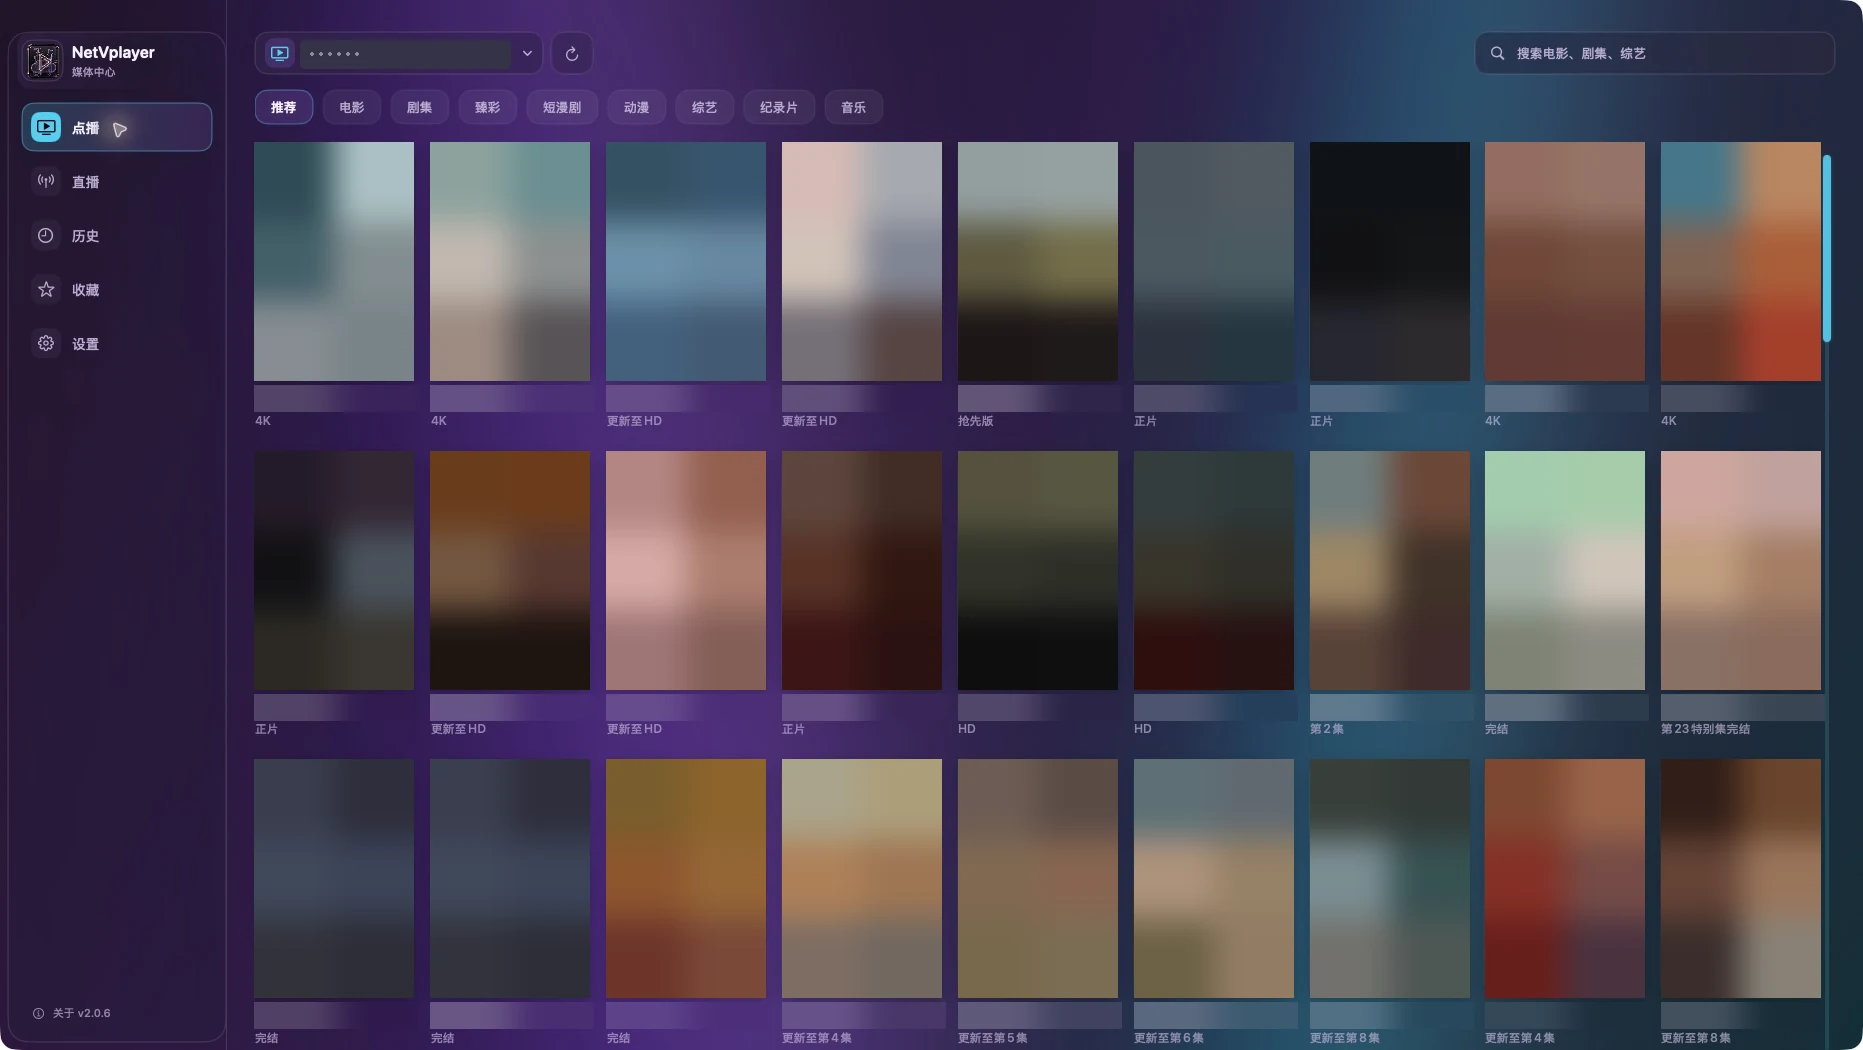 NetVplayer
媒体中心
点播
直播
历史
收藏
设置
关于 v2.0.6
搜索电影、剧集、综艺
推荐 电影 剧集 臻彩 短漫剧 动漫 综艺 纪录片 音乐
4K 4K 更新至HD 更新至HD 抢先版 正片 正片 4K 4K
正片 更新至HD 更新至HD 正片 HD HD 第2集 完结 第23特别集完结
完结 完结 完结 更新至第4集 更新至第5集 更新至第6集 更新至第8集 更新至第4集 更新至第8集